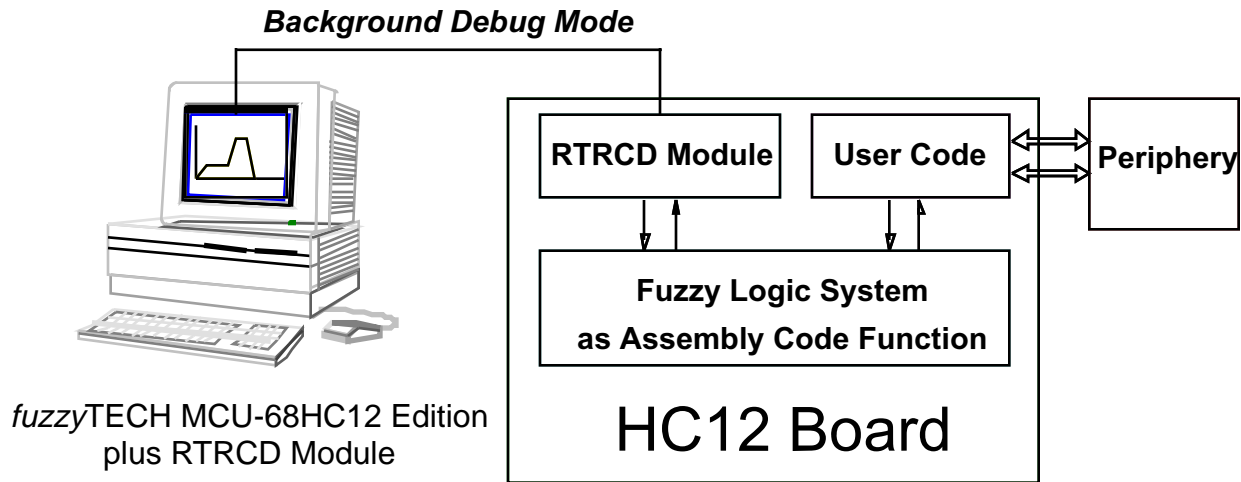 Background Debug Mode
RTRCD Module
User Code
Periphery
Fuzzy Logic System
as Assembly Code Function
HC12 Board
fuzzyTECH MCU-68HC12 Edition
plus RTRCD Module